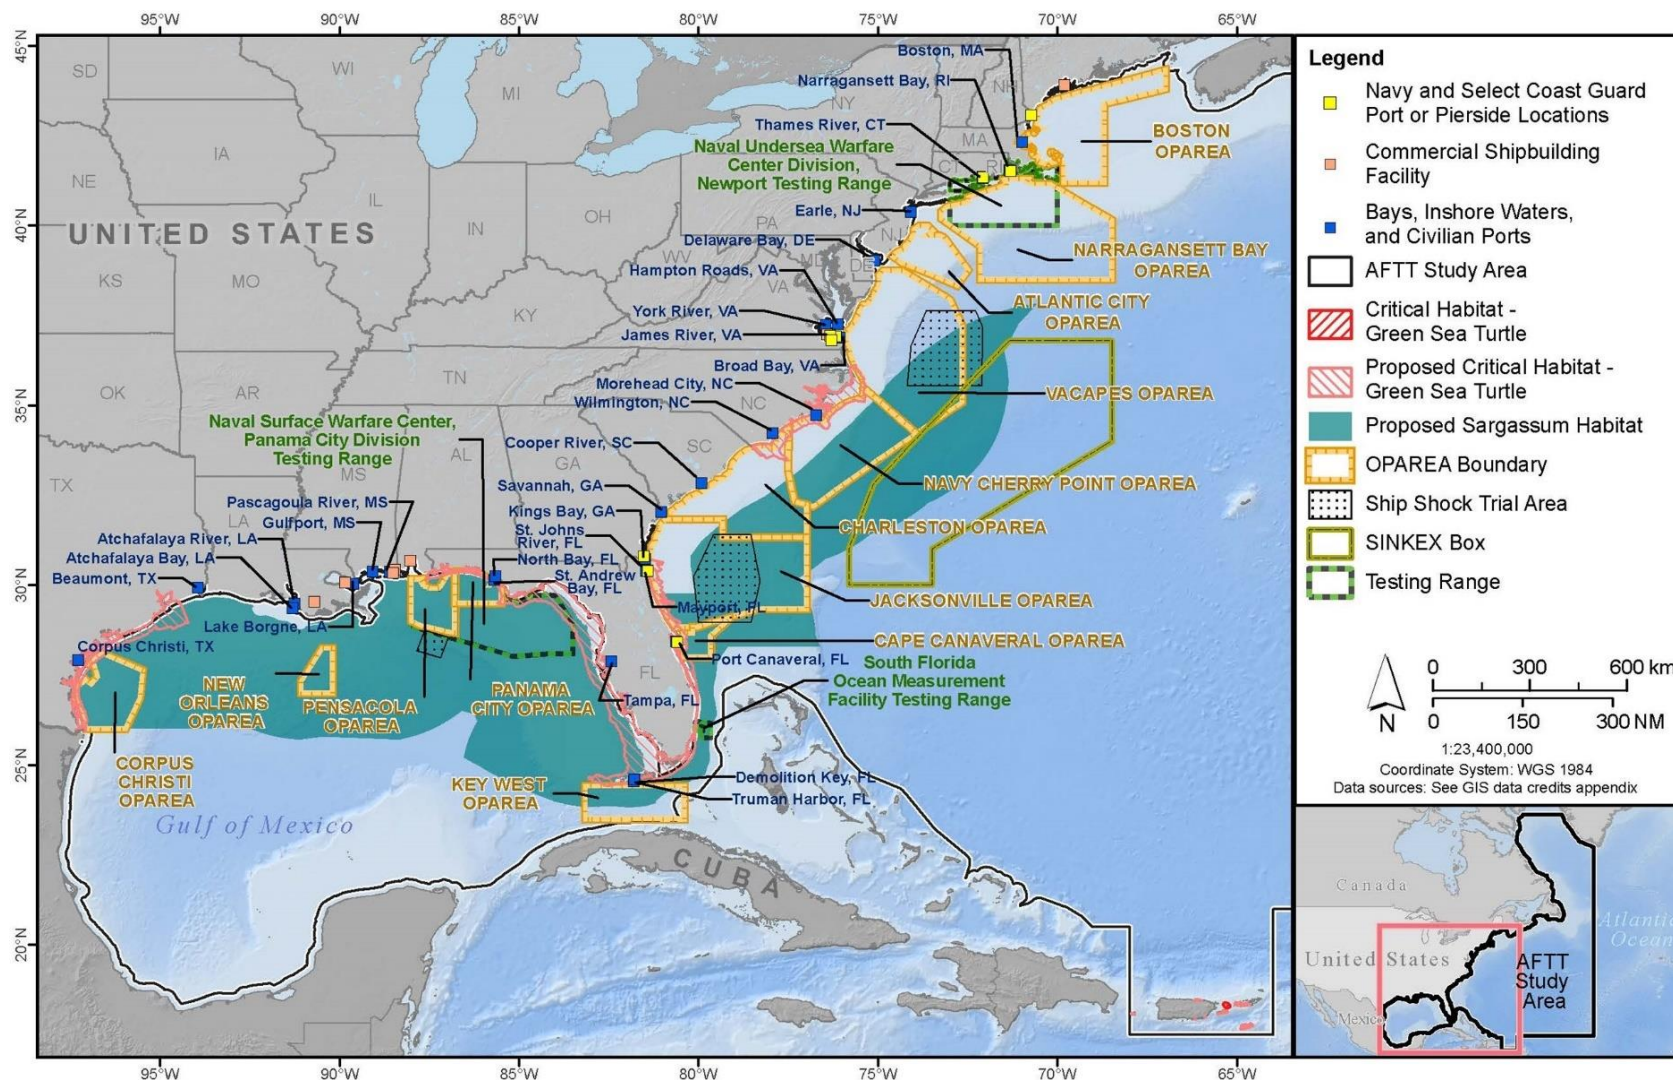 95°W 90°W 85°W 80°W 75°W 70°W 65°W
45°N
40°N
35°N
30°N
25°N
20°N
SD
WI
MI
NY
NH
MA
CT
RI
NE
IA
IL
IN
OH
PA
NJ
UNITED STATES
KS
MO
WV
MD
DE
VA
KY
OK
AR
TN
NC
SC
TX
LA
MS
AL
GA
FL
Boston, MA
Narragansett Bay, RI
Thames River, CT
Naval Undersea Warfare
Center Division,
Newport Testing Range
Earle, NJ
Delaware Bay, DE
Hampton Roads, VA
York River, VA
James River, VA
Broad Bay, VA
Morehead City, NC
Wilmington, NC
Naval Surface Warfare Center,
Panama City Division
Testing Range
Cooper River, SC
Savannah, GA
Kings Bay, GA
St. Johns
River, FL
North Bay, FL
St. Andrew
Bay, FL
Mayport, FL
Pascagoula River, MS
Gulfport, MS
Atchafalaya River, LA
Atchafalaya Bay, LA
Beaumont, TX
Lake Borgne, LA
Corpus Christi, TX
Port Canaveral, FL
South Florida
Ocean Measurement
Facility Testing Range
Tampa, FL
Demolition Key, FL
Truman Harbor, FL
BOSTON
OPAREA
NARRAGANSETT BAY
OPAREA
ATLANTIC CITY
OPAREA
VACAPES OPAREA
NAVY CHERRY POINT OPAREA
CHARLESTON OPAREA
JACKSONVILLE OPAREA
CAPE CANAVERAL OPAREA
NEW
ORLEANS
OPAREA
PENSACOLA
OPAREA
PANAMA
CITY OPAREA
CORPUS
CHRISTI
OPAREA
KEY WEST
OPAREA
Gulf of Mexico
CUBA
95°W 90°W 85°W 80°W 75°W 70°W 65°W
Legend
Navy and Select Coast Guard
Port or Pierside Locations
Commercial Shipbuilding
Facility
Bays, Inshore Waters,
and Civilian Ports
AFTT Study Area
Critical Habitat -
Green Sea Turtle
Proposed Critical Habitat -
Green Sea Turtle
Proposed Sargassum Habitat
OPAREA Boundary
Ship Shock Trial Area
SINKEX Box
Testing Range
N
0 300 600 km
0 150 300 NM
1:23,400,000
Coordinate System: WGS 1984
Data sources: See GIS data credits appendix
Canada
Atlantic
Ocean
United States
AFTT
Study
Area
Mexico